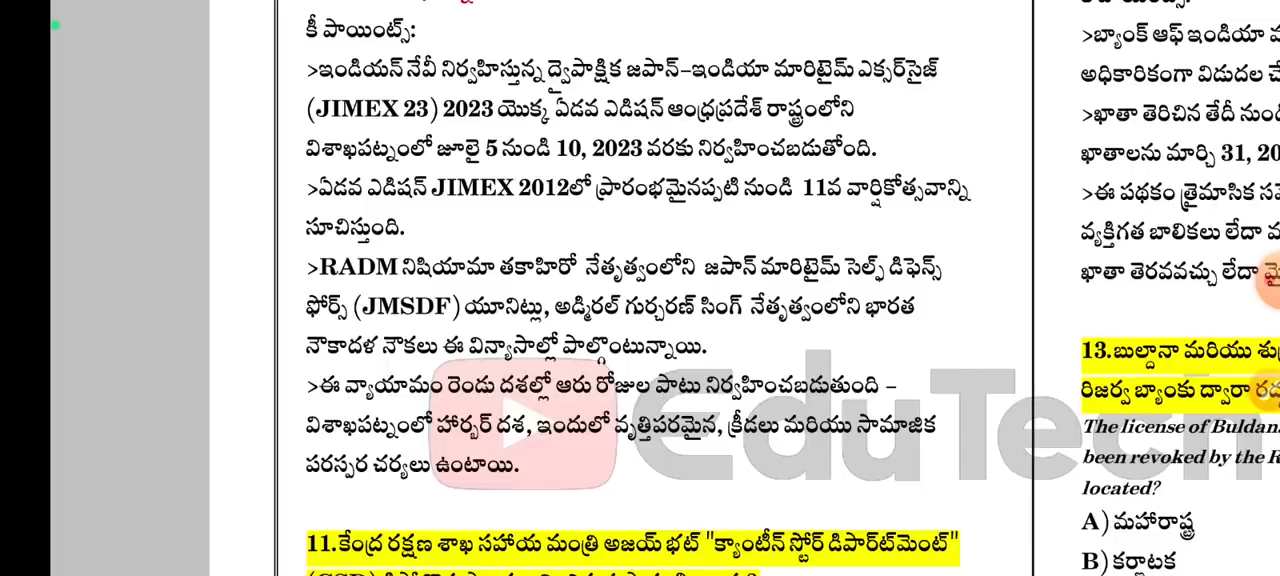 కీ పాయింట్స్:
>ఇండియన్ నేవీ నిర్వహిస్తున్న ద్వైపాక్షిక జపాన్-ఇండియా మారిటైమ్ ఎక్సర్‌సైజ్
(JIMEX 23) 2023 యొక్క ఏడవ ఎడిషన్ ఆంధ్రప్రదేశ్ రాష్ట్రంలోని
విశాఖపట్నంలో జూలై 5 నుండి 10, 2023 వరకు నిర్వహించబడుతోంది.
>ఏడవ ఎడిషన్ JIMEX 2012లో ప్రారంభమైనప్పటి నుండి 11వ వార్షికోత్సవాన్ని
సూచిస్తుంది.
>RADM నిషియామా తకాహిరో నేతృత్వంలోని జపాన్ మారిటైమ్ సెల్ఫ్ డిఫెన్స్
ఫోర్స్ (JMSDF) యూనిట్లు, అడ్మిరల్ గుర్చరణ్ సింగ్ నేతృత్వంలోని భారత
నౌకాదళ నౌకలు ఈ విన్యాసాల్లో పాల్గొంటున్నాయి.
>ఈ వ్యాయామం రెండు దశల్లో ఆరు రోజుల పాటు నిర్వహించబడుతుంది –
విశాఖపట్నంలో హార్బర్ దశ, ఇందులో వృత్తిపరమైన, క్రీడలు మరియు సామాజిక
పరస్పర చర్యలు ఉంటాయి.
11.కేంద్ర రక్షణ శాఖ సహాయ మంత్రి అజయ్ భట్ "క్యాంటీన్ స్టోర్ డిపార్ట్‌మెంట్"
>బ్యాంక్ ఆఫ్ ఇండియా
అధికారికంగా విడుదల
>ఖాతా తెరిచిన తేదీ నుండి
ఖాతాలను మార్చి 31, 20
>ఈ పథకం త్రైమాసిక
వ్యక్తిగత బాలికలు లేదా
ఖాతా తెరవవచ్చు లేదా
13.బుల్దానా మరియు
రిజర్వ బ్యాంకు ద్వారా
The license of Buldan
been revoked by the R
located?
A) మహారాష్ట్ర
B) కర్ణాటక
EduTech